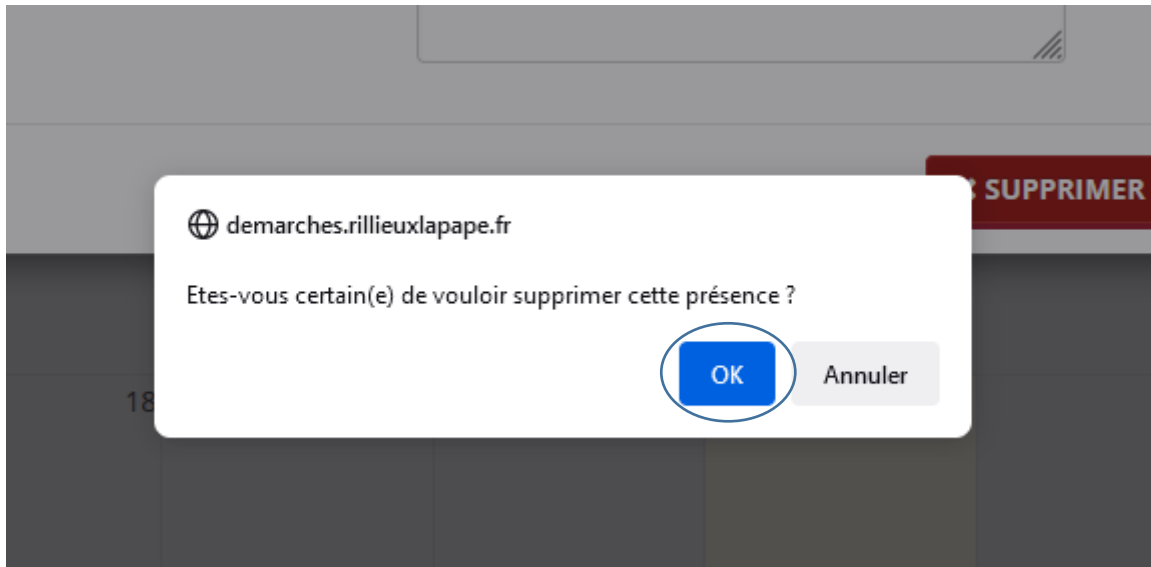 SUPPRIMER
demarches.rillieuxlapape.fr
Etes-vous certain(e) de vouloir supprimer cette présence ?
OK
Annuler
18